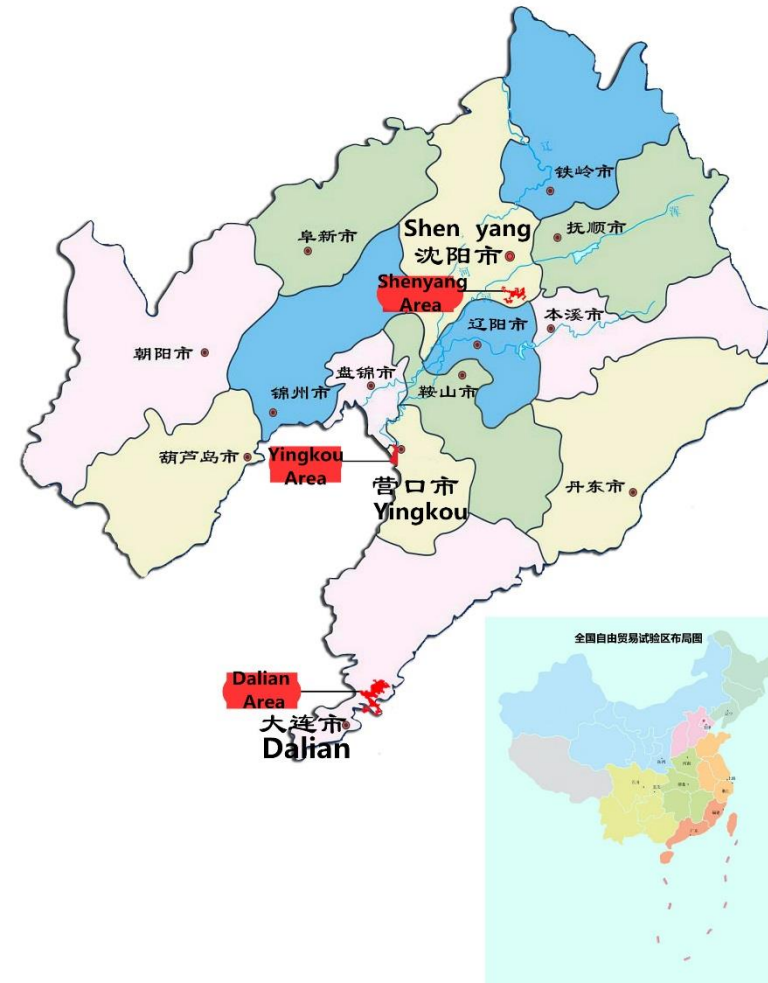 辽
铁岭市
浑
抚顺市
Shen yang
沈阳市
阜新市
河
Shenyang
Area
本溪市
辽阳市
朝阳市
盘锦市
鞍山市
锦州市
葫芦岛市
Yingkou
Area
营口市
Yingkou
丹东市
全国自由贸易试验区布局图
Dalian
Area
大连市
Dalian